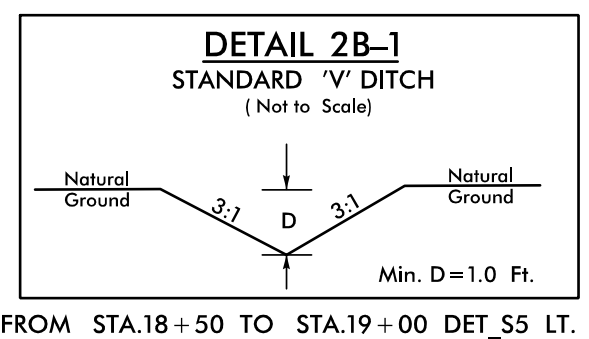 DETAIL 2B–1
STANDARD 'V' DITCH
( Not to Scale)
Natural
Ground
3:1
D
3:1
Natural
Ground
Min. D=1.0 Ft.
FROM STA.18+50 TO STA.19+00 DET_S5 LT.